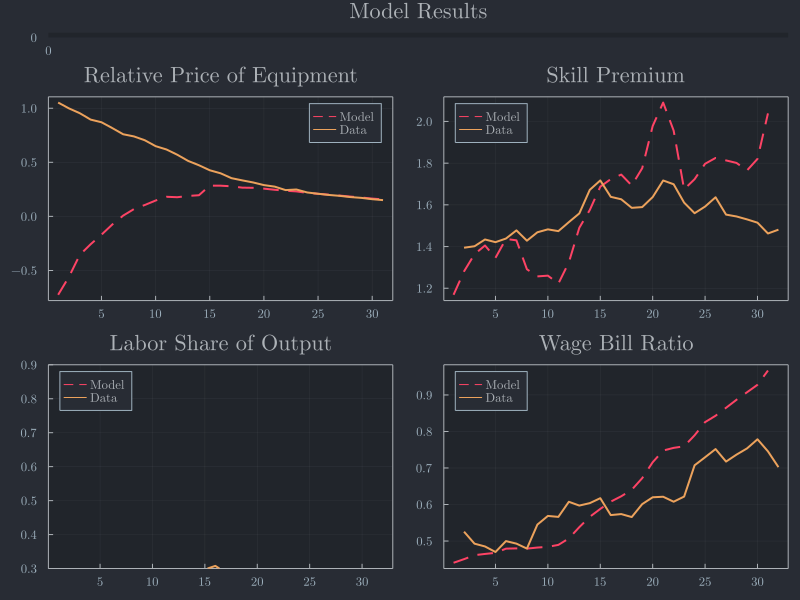 Model Results
0
0
Relative Price of Equipment
Skill Premium
1.0
0.5
0.0
−0.5
Model
Data
5 10 15 20 25 30
2.0
1.8
1.6
1.4
1.2
Model
Data
5 10 15 20 25 30
Labor Share of Output
Wage Bill Ratio
0.9
0.8
0.7
0.6
0.5
0.4
0.3
Model
Data
5 10 15 20 25 30
0.9
0.8
0.7
0.6
0.5
Model
Data
5 10 15 20 25 30